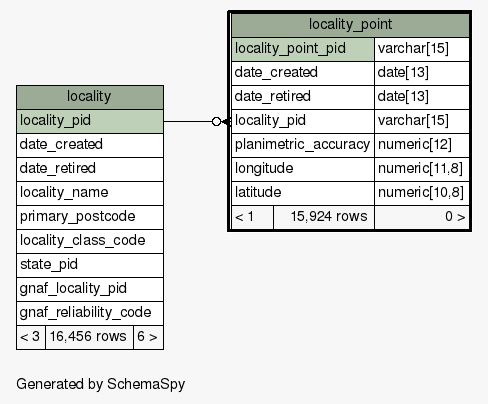 locality_point
locality_point_pid varchar[15]
date_created date[13]
date_retired date[13]
locality_pid varchar[15]
planimetric_accuracy numeric[12]
longitude numeric[11,8]
latitude numeric[10,8]
< 1 15,924 rows 0 >
locality
locality_pid
date_created
date_retired
locality_name
primary_postcode
locality_class_code
state_pid
gnaf_locality_pid
gnaf_reliability_code
< 3 16,456 rows 6 >
Generated by SchemaSpy